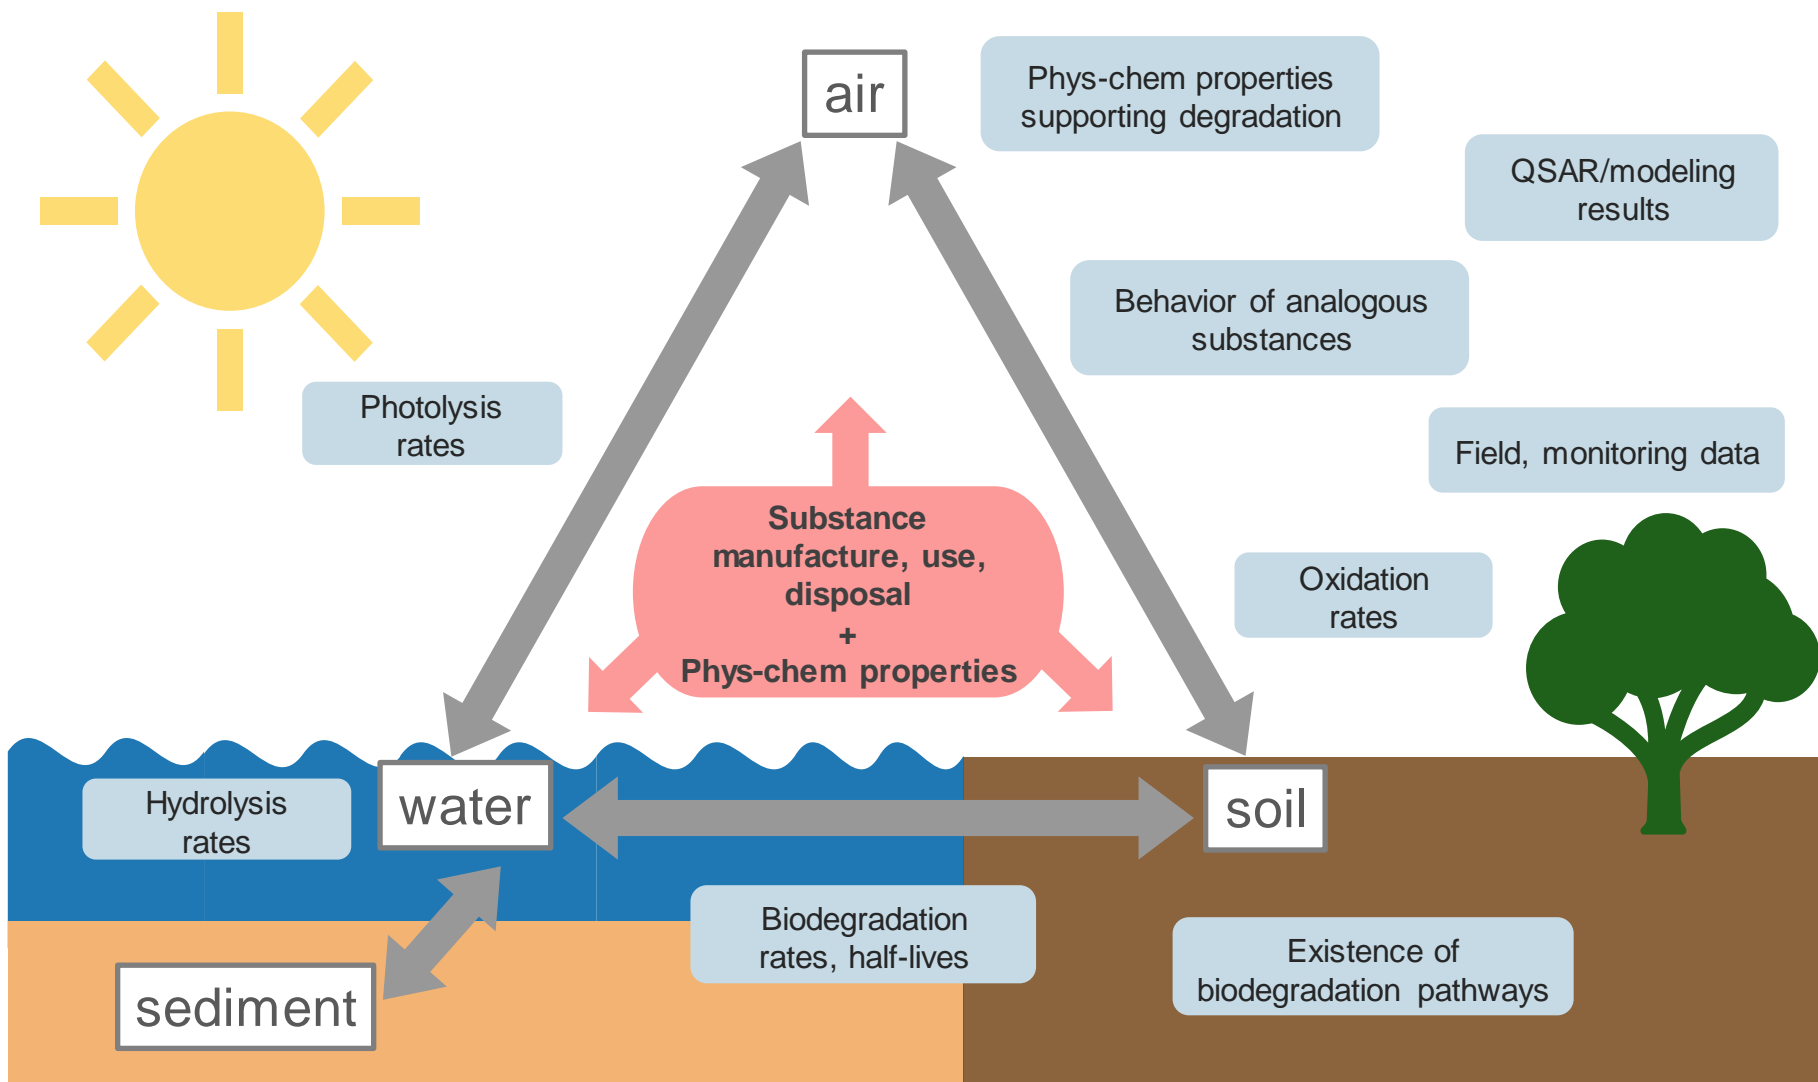 air
Phys-chem properties
supporting degradation
QSAR/modeling
results
Behavior of analogous
substances
Photolysis
rates
Field, monitoring data
Substance
manufacture, use,
disposal
+
Phys-chem properties
Oxidation
rates
Hydrolysis
rates
water
soil
Biodegradation
rates, half-lives
Existence of
biodegradation pathways
sediment